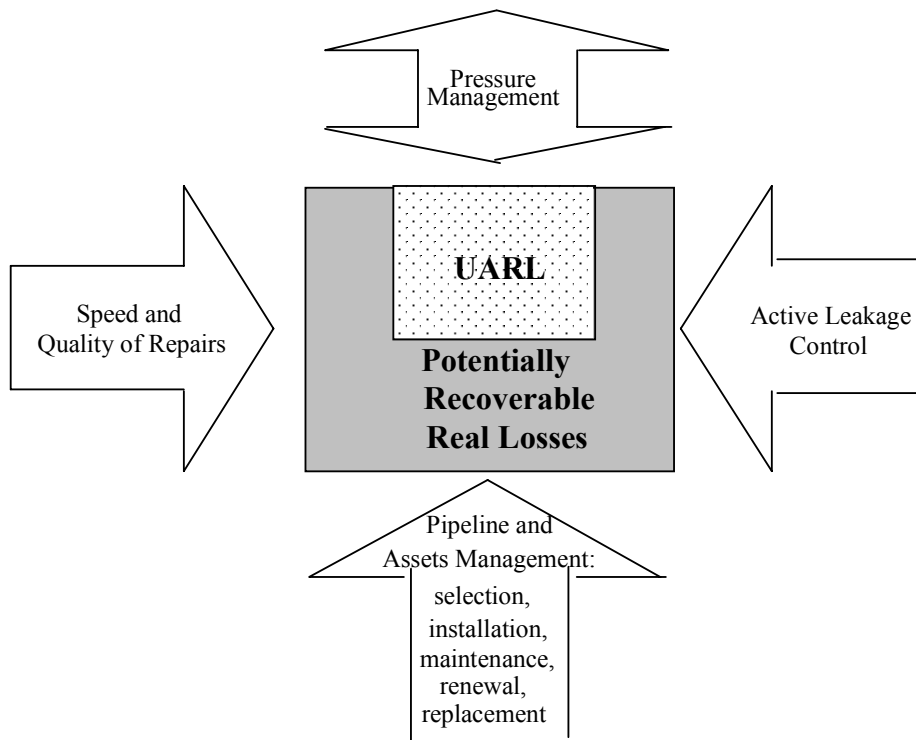 Pressure
Management
UARL
Speed and
Quality of Repairs
Active Leakage
Control
Potentially
Recoverable
Real Losses
Pipeline and
Assets Management:
selection,
installation,
maintenance,
renewal,
replacement